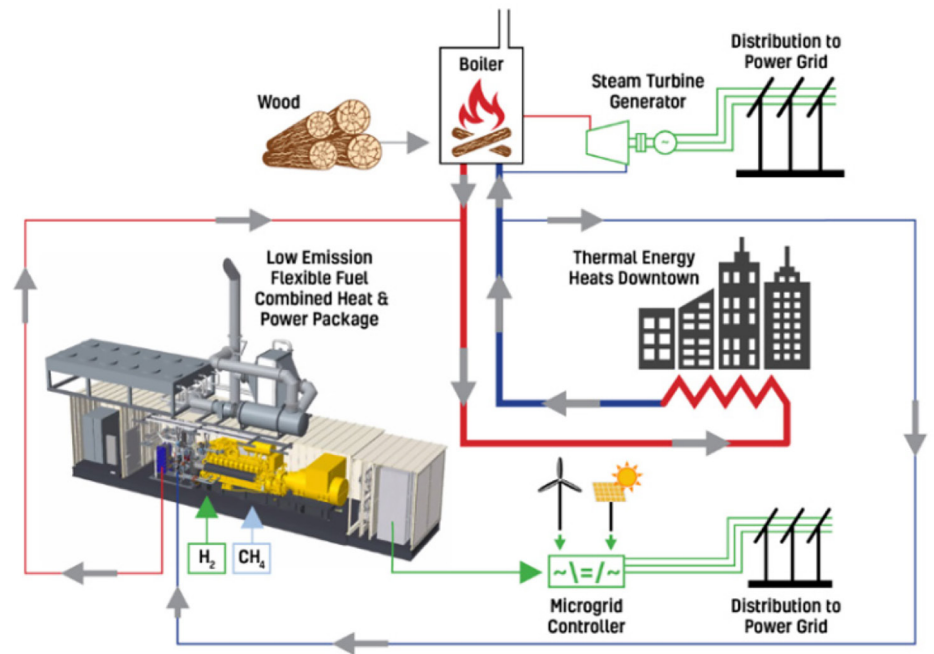 Boiler
Distribution to
Power Grid
Steam Turbine
Generator
Wood
~
Low Emission
Flexible Fuel
Combined Heat &
Power Package
Thermal Energy
Heats Downtown
H₂
CH₄
~\=/~
Microgrid
Controller
Distribution to
Power Grid